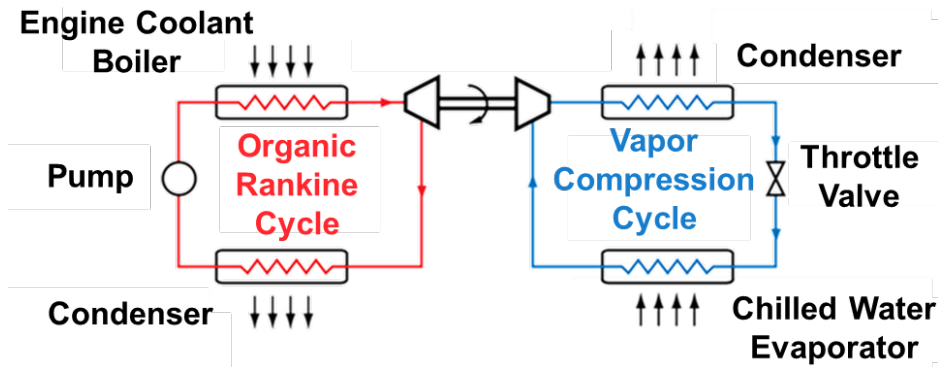 Engine Coolant
Boiler
Condenser
Organic
Rankine
Cycle
Vapor
Compression
Cycle
Pump
Throttle
Valve
Condenser
Chilled Water
Evaporator